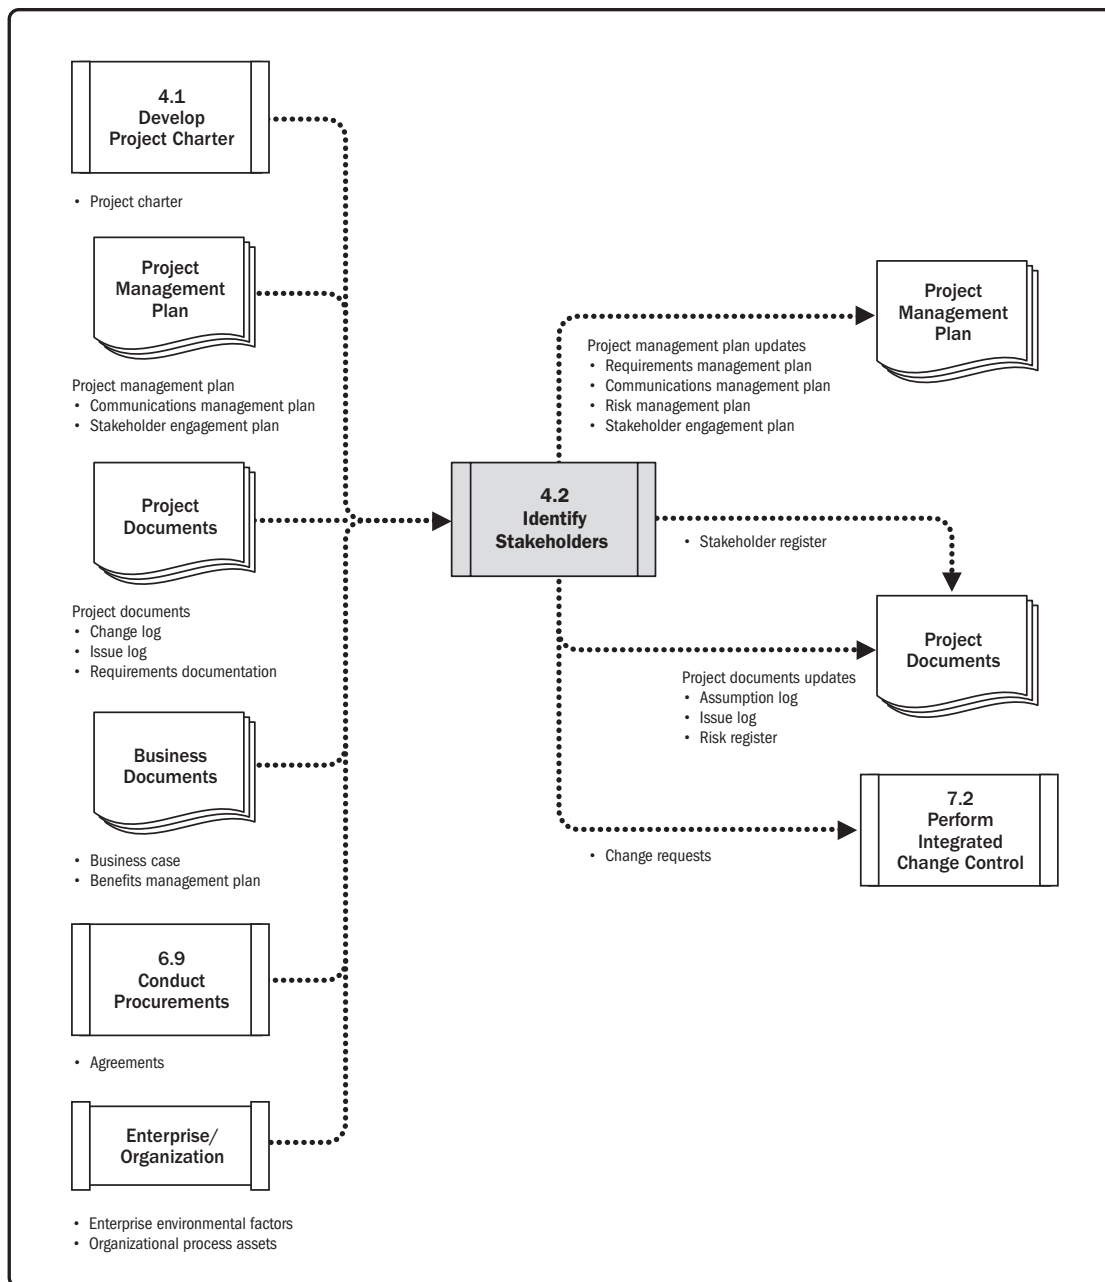 4.1
Develop
Project Charter
• Project charter
Project
Management
Plan
Project management plan
• Communications management plan
• Stakeholder engagement plan
Project
Documents
Project documents
• Change log
• Issue log
• Requirements documentation
Business
Documents
• Business case
• Benefits management plan
6.9
Conduct
Procurements
• Agreements
Enterprise/
Organization
• Enterprise environmental factors
• Organizational process assets
4.2
Identify
Stakeholders
Project management plan updates
• Requirements management plan
• Communications management plan
• Risk management plan
• Stakeholder engagement plan
Project
Management
Plan
• Stakeholder register
Project documents updates
• Assumption log
• Issue log
• Risk register
Project
Documents
• Change requests
7.2
Perform
Integrated
Change Control